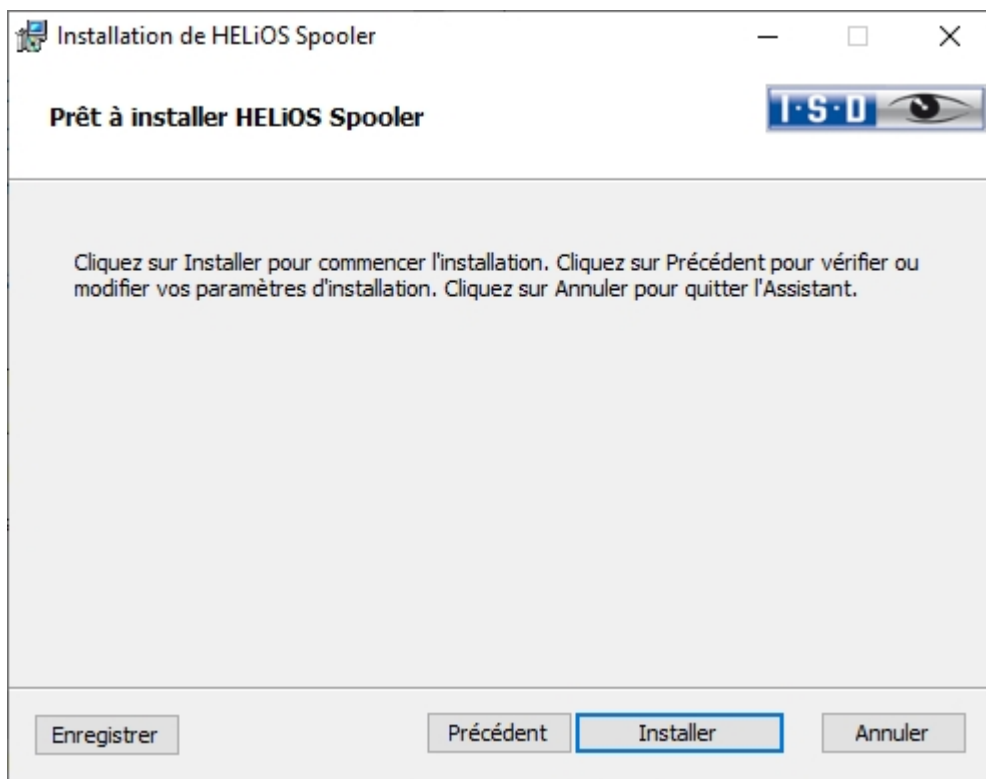 Installation de HELiOS Spooler
Prêt à installer HELiOS Spooler
I·S·D
Cliquez sur Installer pour commencer l'installation. Cliquez sur Précédent pour vérifier ou
modifier vos paramètres d'installation. Cliquez sur Annuler pour quitter l'Assistant.
Enregistrer
Précédent
Installer
Annuler